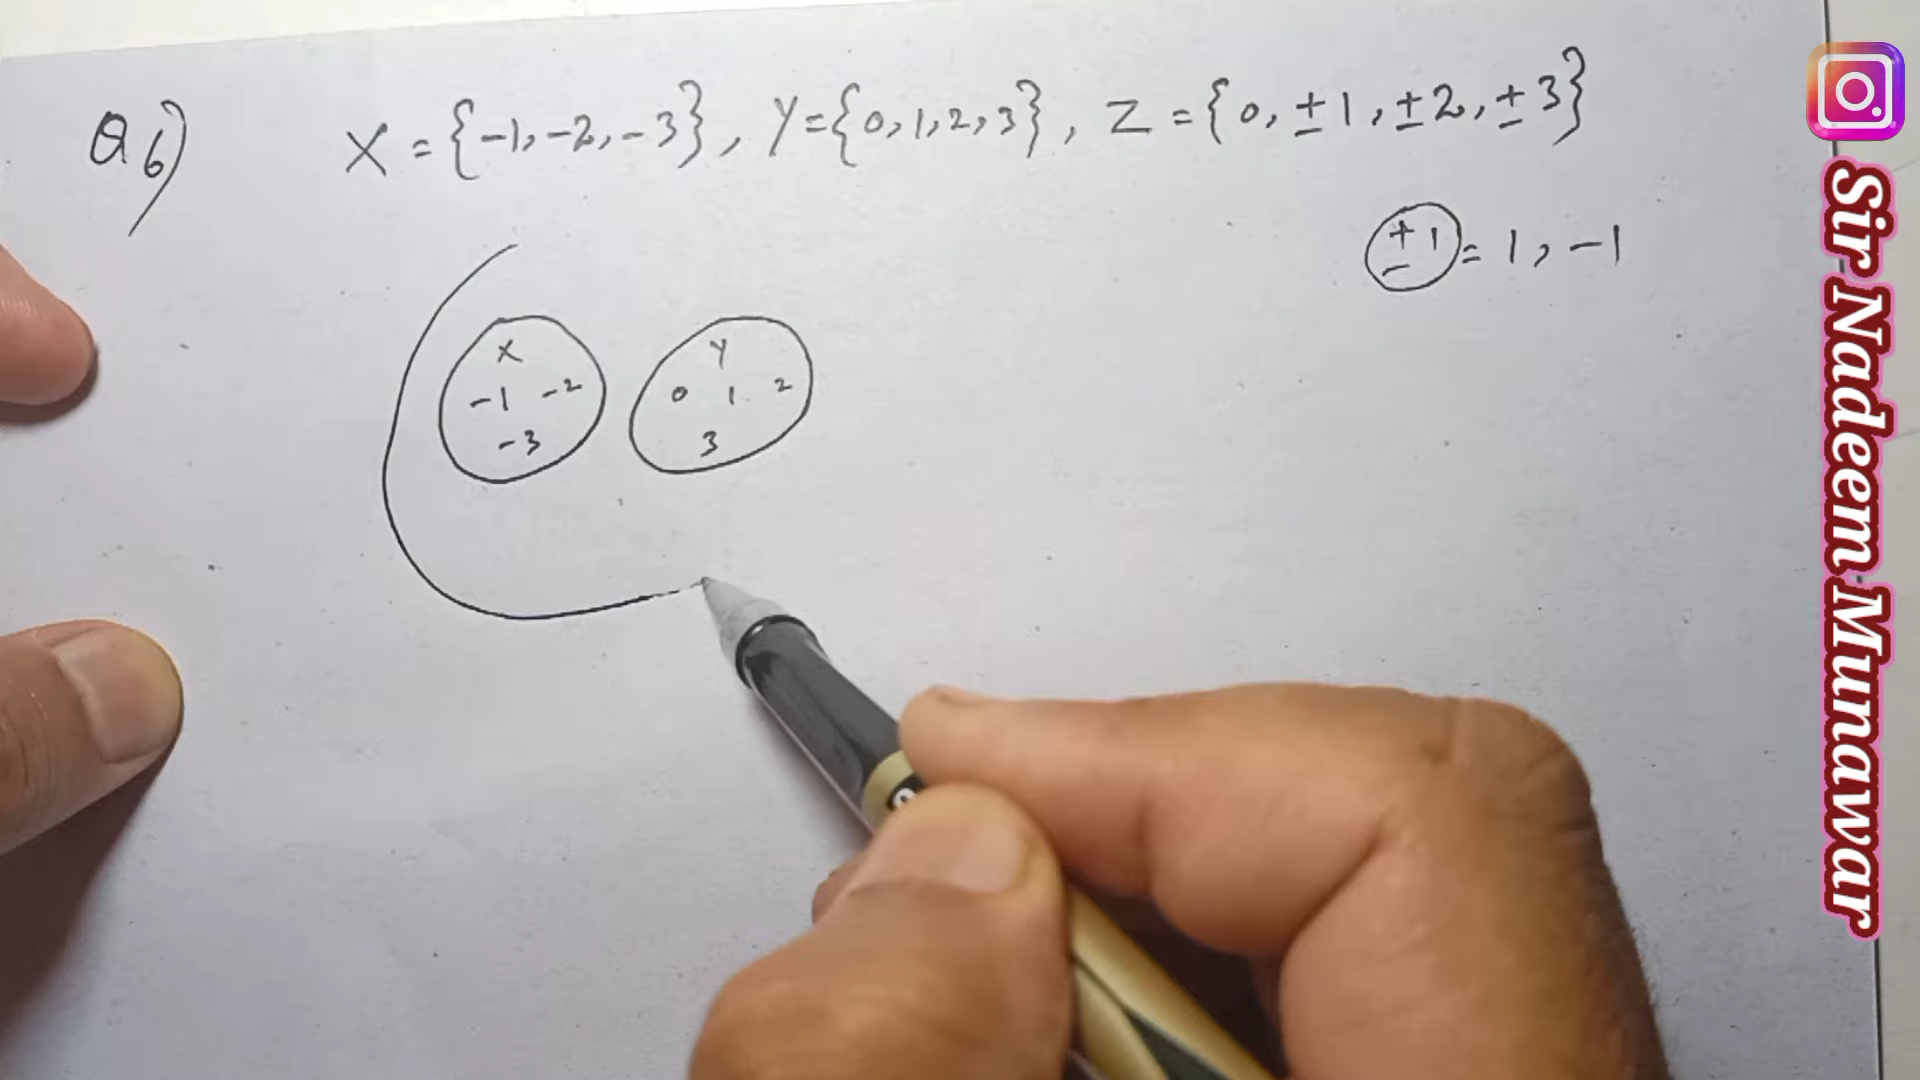 Q 6) X = {-1, -2, -3}, Y={0, 1, 2, 3}, Z = {0, ±1, ±2, ±3}
±1 = 1, -1
X Y
-1 -2 0 1 2
-3 3
Sir Nadeem Munawar